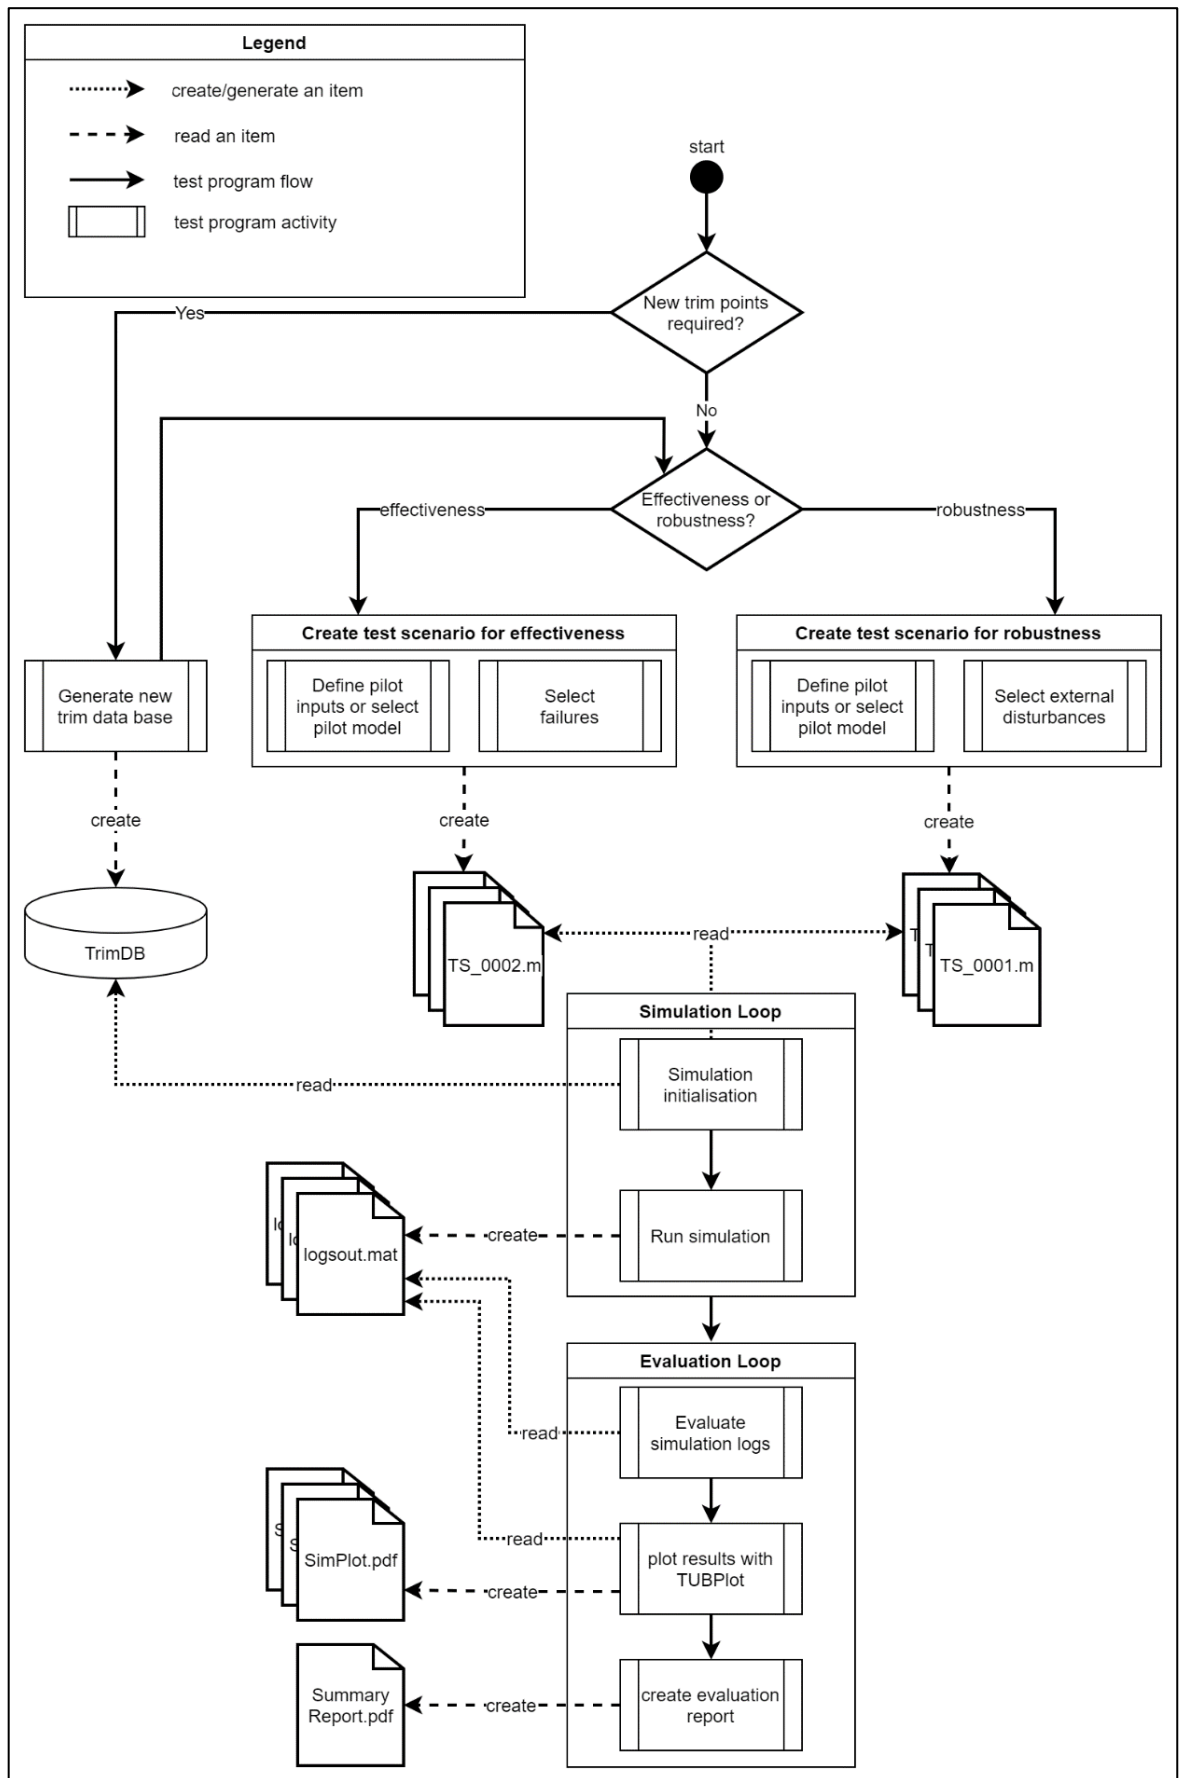 Legend
create/generate an item
read an item
test program flow
test program activity
start
New trim points
required?
Yes
No
Effectiveness or
robustness?
effectiveness
robustness
Create test scenario for effectiveness
Define pilot
inputs or select
pilot model
Select
failures
Create test scenario for robustness
Define pilot
inputs or select
pilot model
Select external
disturbances
Generate new
trim data base
create
create
create
TrimDB
TS_0002.m
read
T
T
TS_0001.m
Simulation Loop
Simulation
initialisation
read
Run simulation
create
lo
lo
logsout.mat
Evaluation Loop
Evaluate
simulation logs
read
plot results with
TUBPlot
read
create
S
S
SimPlot.pdf
create evaluation
report
create
Summary
Report.pdf